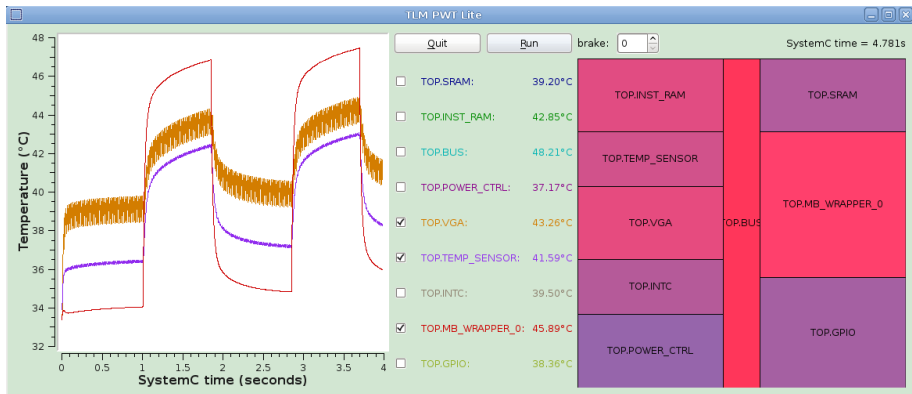 TLM PWT Lite
Quit Run brake: 0 SystemC time = 4.781s
48
46
44
42
40
38
36
34
32
Temperature (°C)
0 0.5 1 1.5 2 2.5 3 3.5 4
SystemC time (seconds)
TOP.SRAM: 39.20°C
TOP.INST_RAM: 42.85°C
TOP.BUS: 48.21°C
TOP.POWER_CTRL: 37.17°C
TOP.VGA: 43.26°C
TOP.TEMP_SENSOR: 41.59°C
TOP.INTC: 39.50°C
TOP.MB_WRAPPER_0: 45.89°C
TOP.GPIO: 38.36°C
TOP.INST_RAM
TOP.TEMP_SENSOR
TOP.VGA
TOP.INTC
TOP.POWER_CTRL
TOP.BUS
TOP.SRAM
TOP.MB_WRAPPER_0
TOP.GPIO